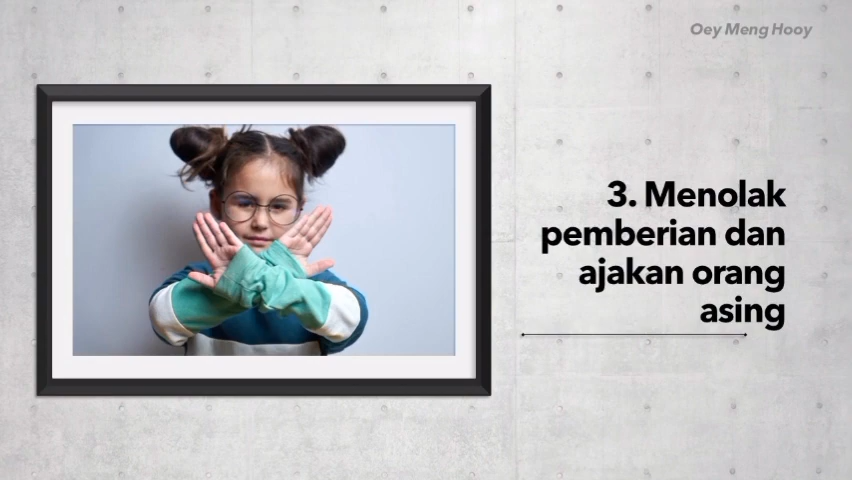 Oey Meng Hooy
3. Menolak
pemberian dan
ajakan orang
asing